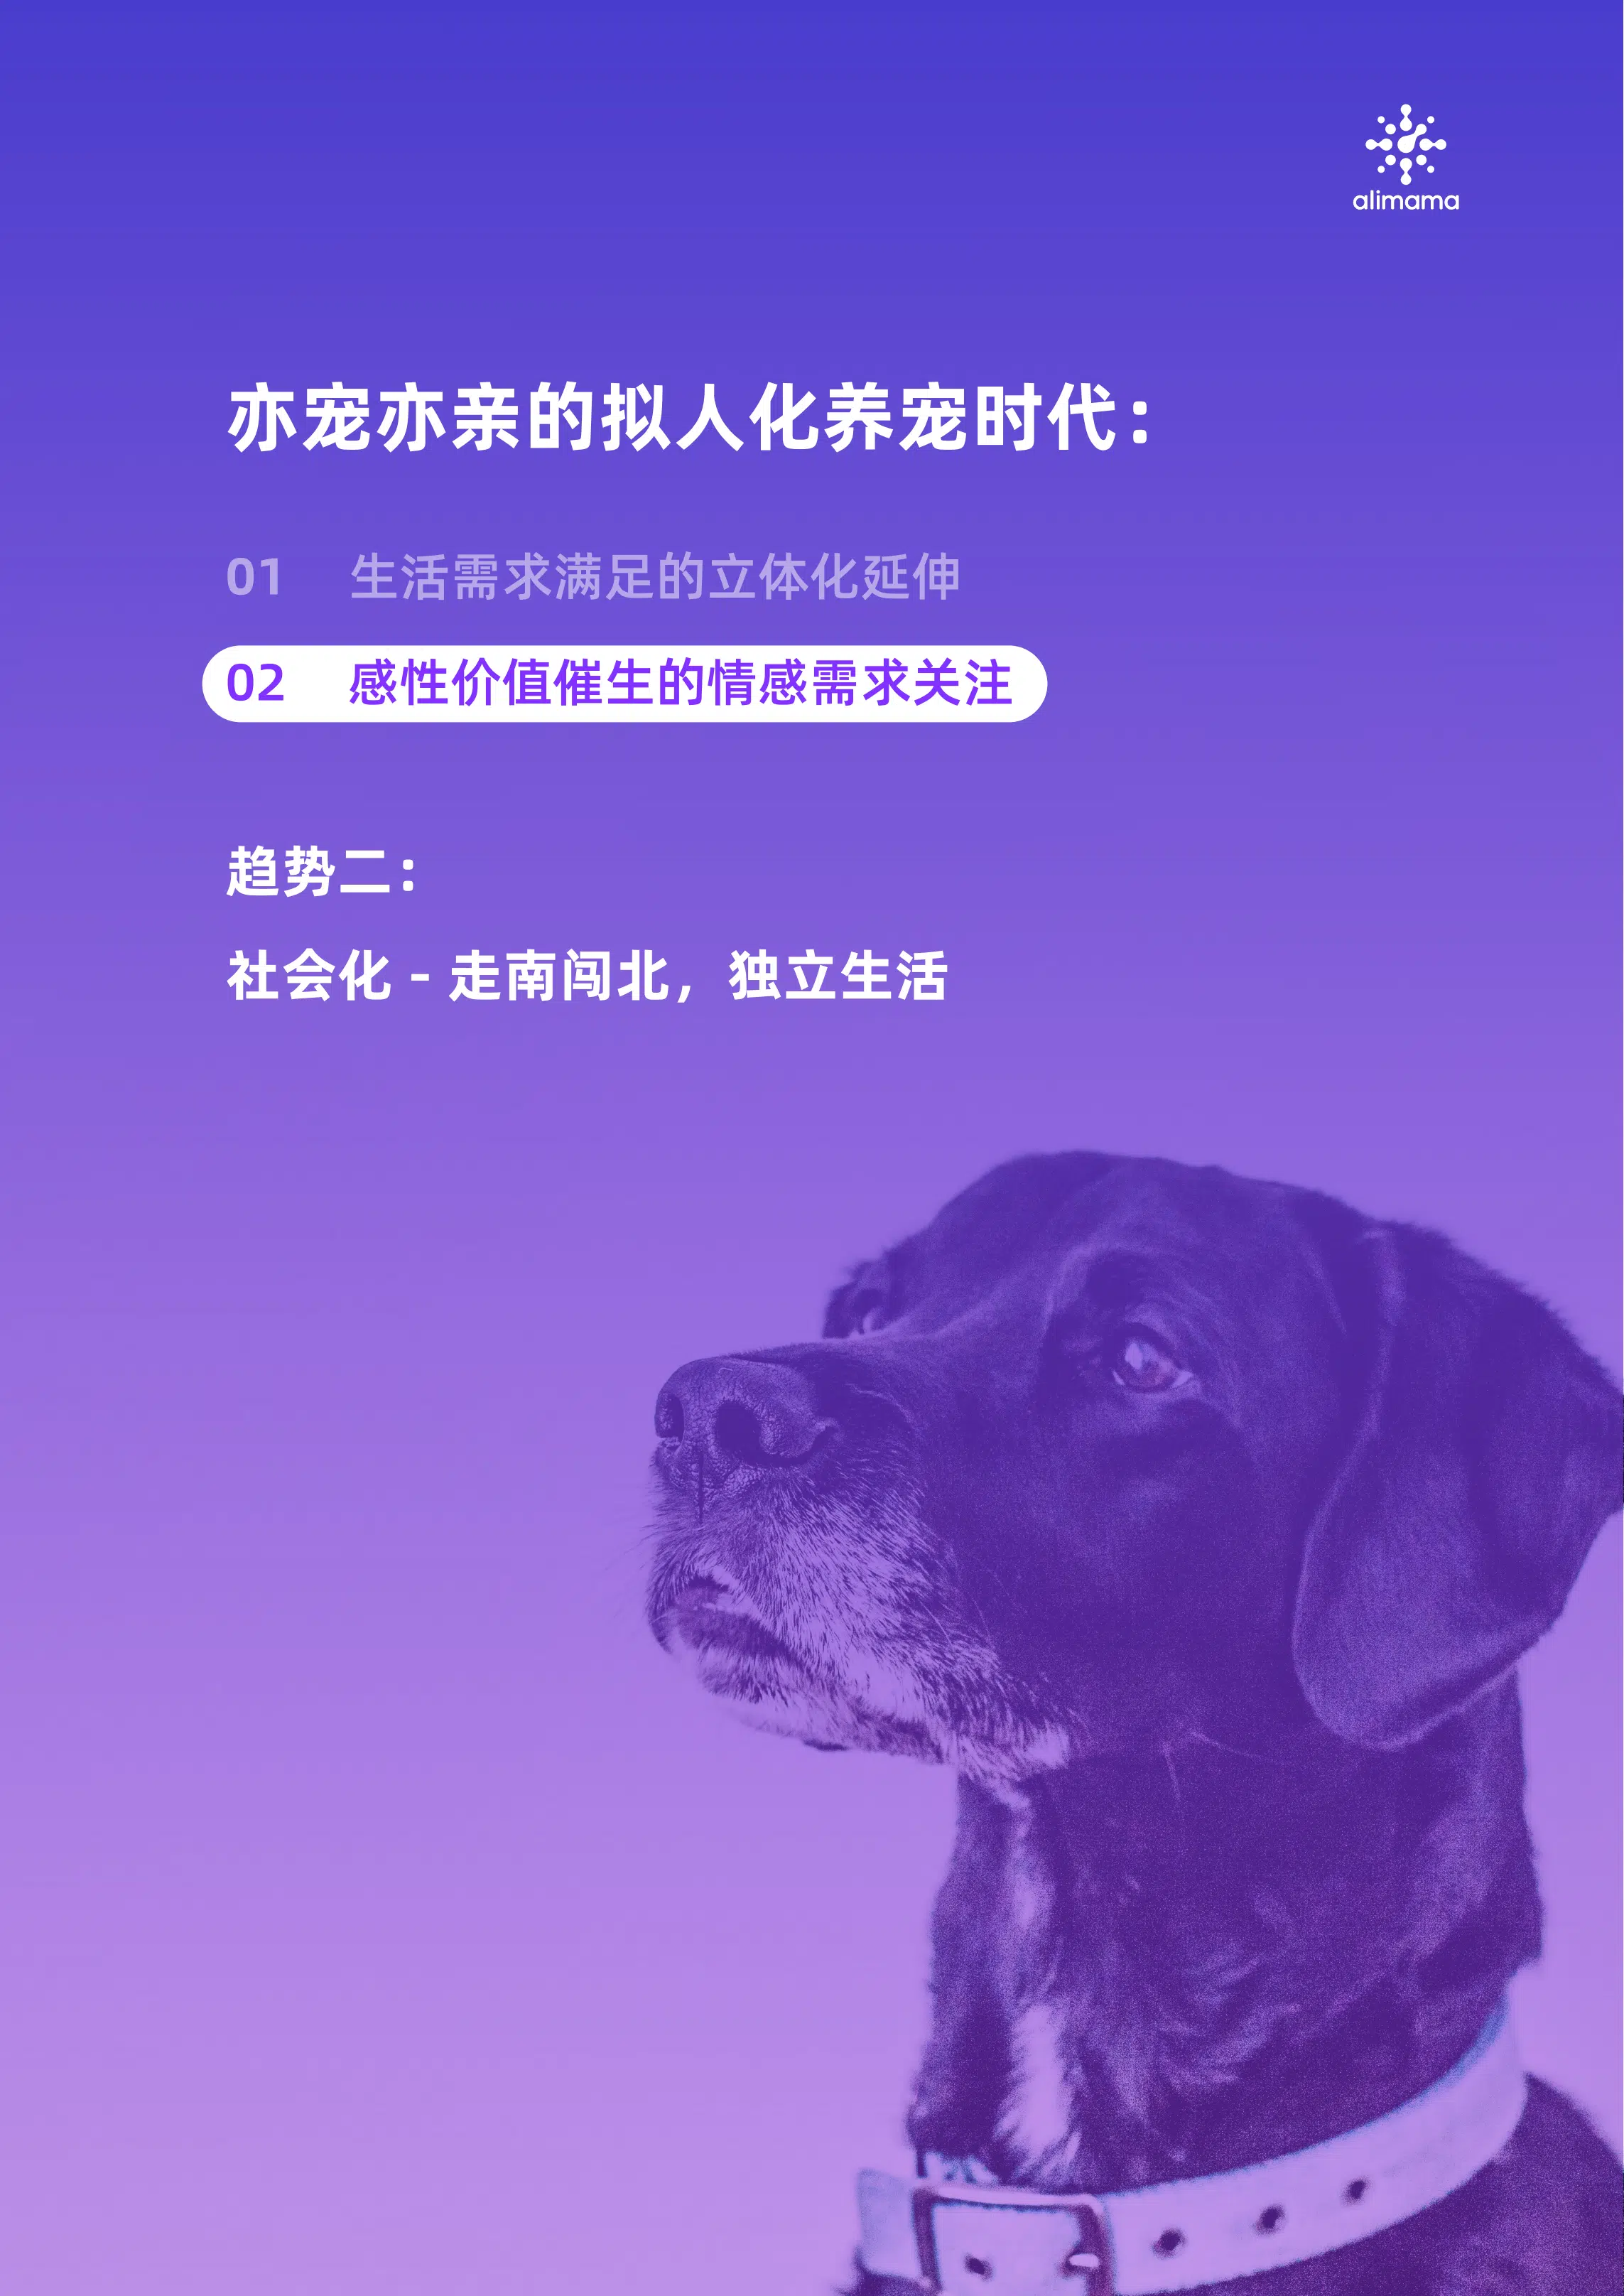 alimama
亦宠亦亲的拟人化养宠时代：
01 生活需求满足的立体化延伸
02 感性价值催生的情感需求关注
趋势二：
社会化 - 走南闯北，独立生活